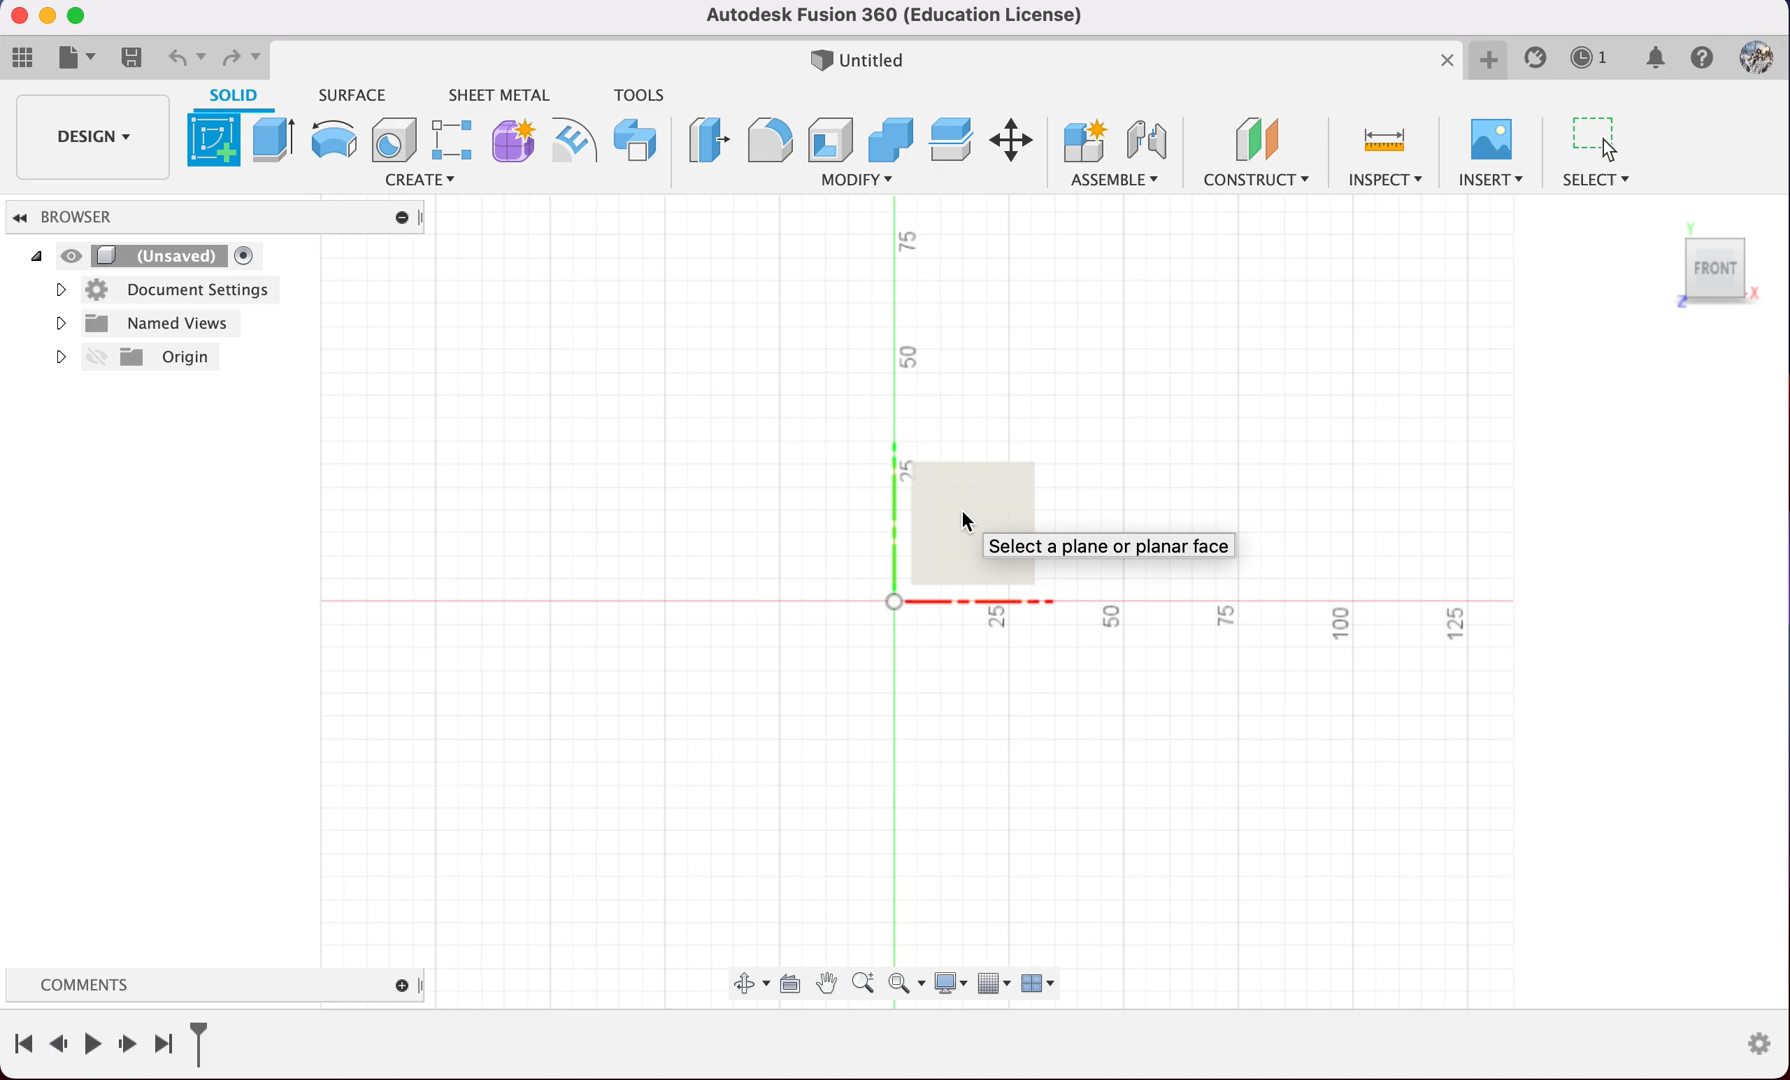 Autodesk Fusion 360 (Education License)
Untitled
1
SOLID SURFACE SHEET METAL TOOLS
DESIGN
CREATE MODIFY ASSEMBLE CONSTRUCT INSPECT INSERT SELECT
BROWSER
(Unsaved)
Document Settings
Named Views
Origin
Y
FRONT
X
Z
75
50
25
Select a plane or planar face
25 50 75 100 125
COMMENTS